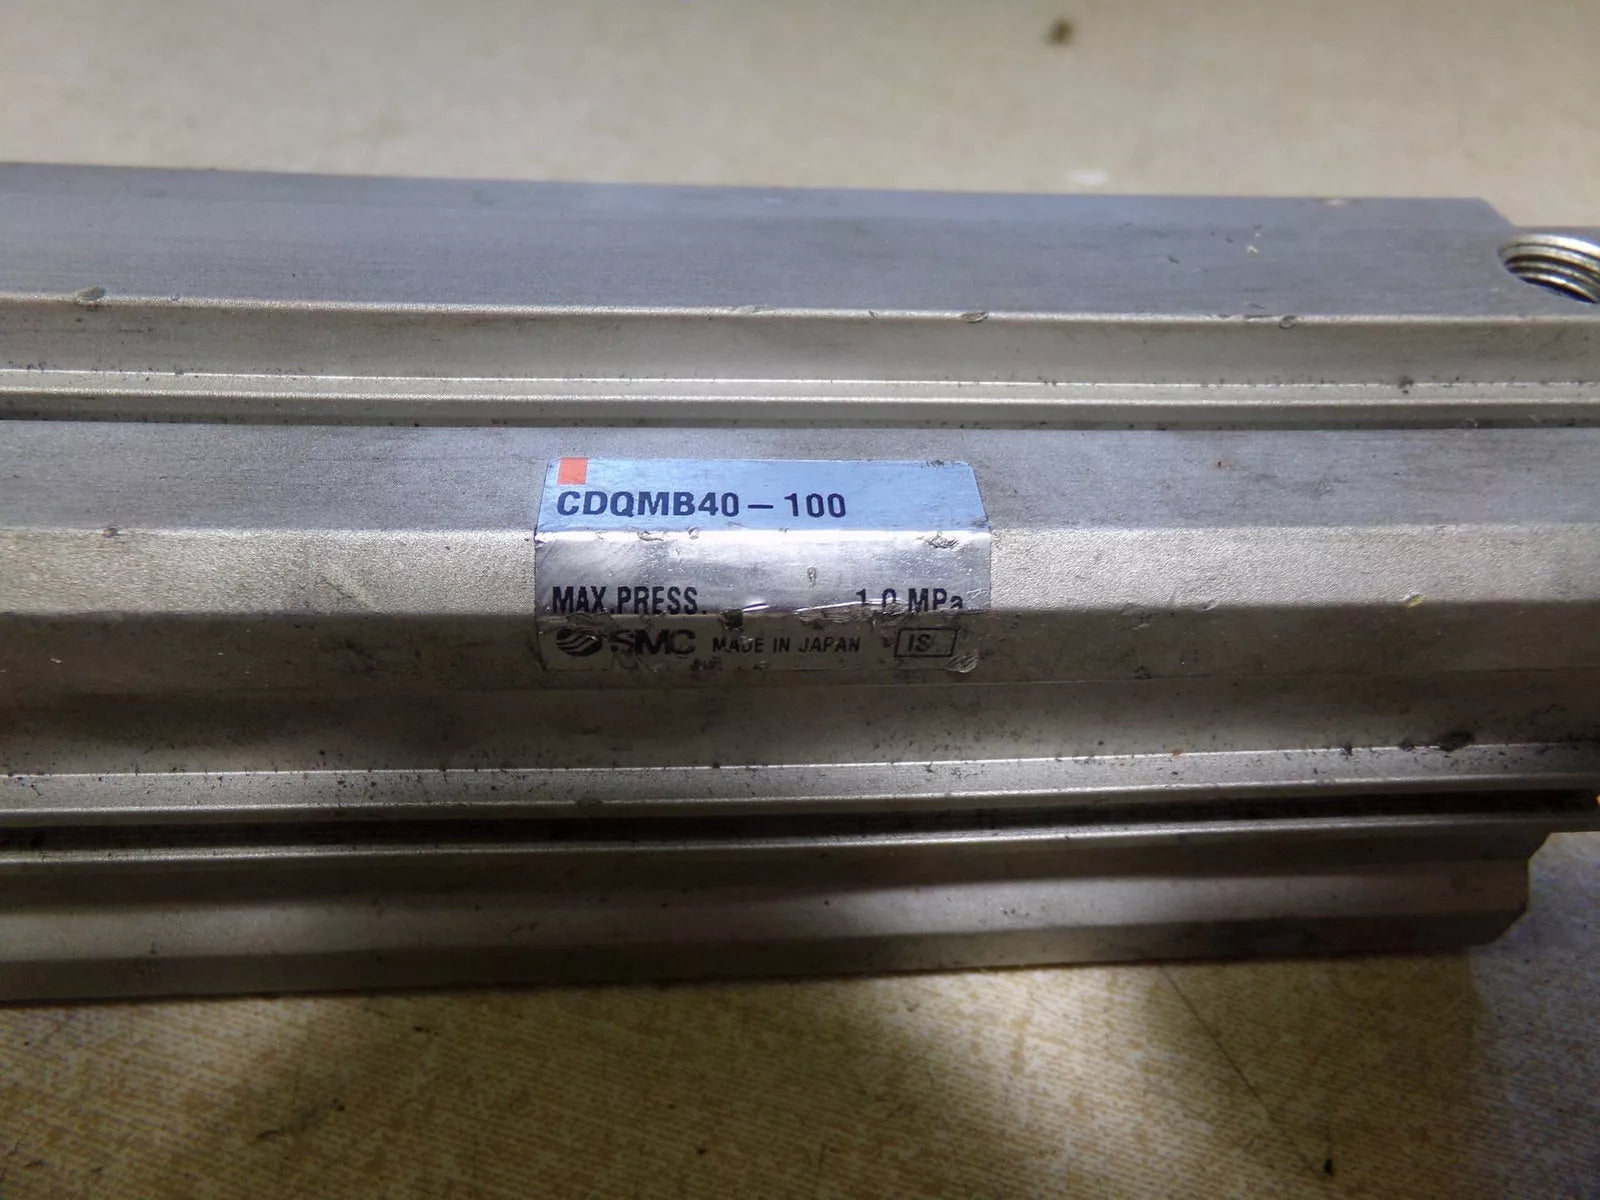 CDQMB40-100
MAX.PRESS. 1.0 MPa
SMC MADE IN JAPAN